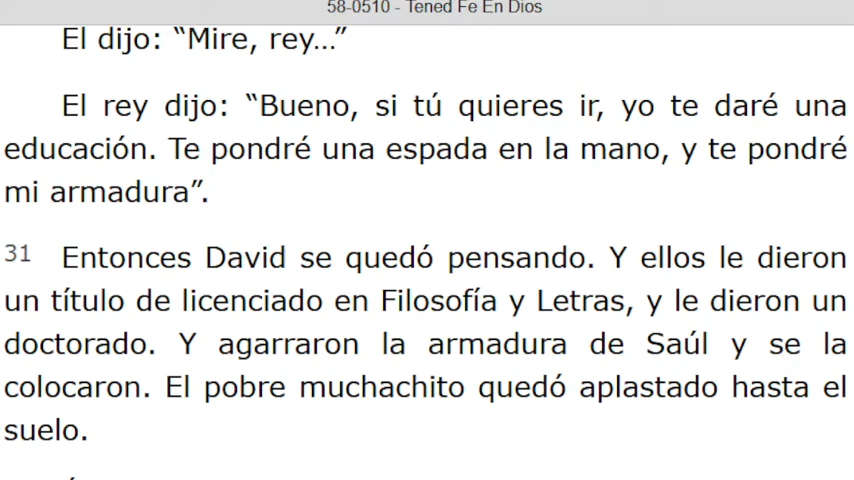 58-0510 - Tened Fe En Dios
El dijo: “Mire, rey...”
El rey dijo: “Bueno, si tú quieres ir, yo te daré una
educación. Te pondré una espada en la mano, y te pondré
mi armadura”.
31 Entonces David se quedó pensando. Y ellos le dieron
un título de licenciado en Filosofía y Letras, y le dieron un
doctorado. Y agarraron la armadura de Saúl y se la
colocaron. El pobre muchachito quedó aplastado hasta el
suelo.